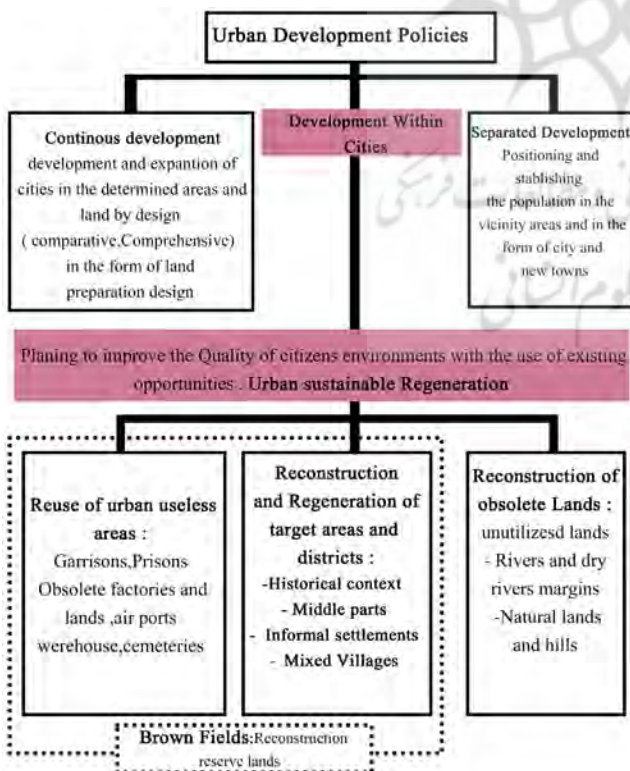 Urban Development Policies
Continous development
development and expantion of
cities in the determined areas and
land by design
( comparative,Comprehensive)
in the form of land
preparation design
Development Within
Cities
Separated Development
Positioning and
stablishing
the population in the
vicinity areas and in the
form of city and
new towns
Planing to improve the Quality of citizens environments with the use of existing
opportunities . Urban sustainable Regeneration
Reuse of urban useless
areas :
Garrisons,Prisons
Obsolete factories and
lands ,air ports
werehouse,cemeteries
Reconstruction
and Regeneration of
target areas and
districts :
-Historical context
- Middle parts
- Informal settlements
- Mixed Villages
Reconstruction of
obsolete Lands :
unutilizesd lands
- Rivers and dry
rivers margins
-Natural lands
and hills
Brown Fields:Reconstruction
reserve lands